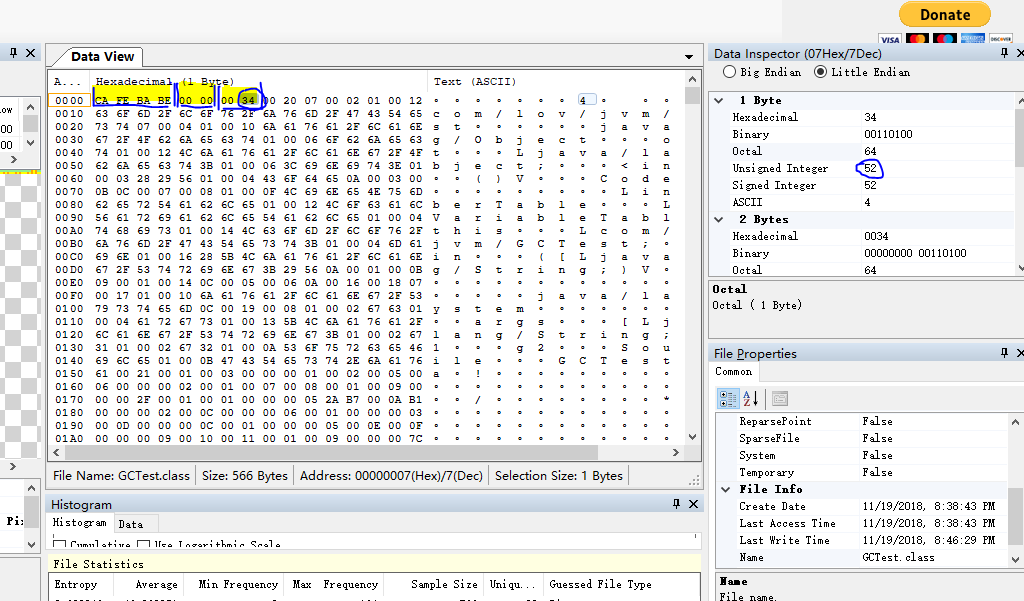 Donate
VISA
DISCOVER
Data View
A... Hexadecimal (1 Byte) Text (ASCII)
0000 CA FE BA BE 00 00 00 34 00 20 07 00 02 01 00 12 4
0010 63 6F 6D 2F 6C 6F 76 2F 6A 76 6D 2F 47 43 54 65 c o m / l o v / j v m /
0020 73 74 07 00 04 01 00 10 6A 61 76 61 2F 6C 61 6E s t j a v a
0030 67 2F 4F 62 6A 65 63 74 01 00 06 6F 62 6A 65 63 g / O b j e c t o
0040 74 01 00 12 4C 6A 61 76 61 2F 6C 61 6E 67 2F 4F t L j a v a / l a
0050 62 6A 65 63 74 3B 01 00 06 3C 69 6E 69 74 3E 01 b j e c t ; < i n
0060 00 03 28 29 56 01 00 04 43 6F 64 65 0A 00 03 00 ( ) V C o d e
0070 0B 0C 00 07 00 08 01 00 0F 4C 69 6E 65 4E 75 6D L i n
0080 62 65 72 54 61 62 6C 65 01 00 12 4C 6F 63 61 6C b e r T a b l e L
0090 56 61 72 69 61 62 6C 65 54 61 62 6C 65 01 00 04 V a r i a b l e T a b l
00A0 74 68 69 73 01 00 14 4C 63 6F 6D 2F 6C 6F 76 2F t h i s L c o m /
00B0 6A 76 6D 2F 47 43 54 65 73 74 3B 01 00 04 6D 61 j v m / G C T e s t ;
00C0 69 6E 01 00 16 28 5B 4C 6A 61 76 61 2F 6C 61 6E i n ( [ L j a v a
00D0 67 2F 53 74 72 69 6E 67 3B 29 56 0A 00 01 00 0B g / S t r i n g ; ) V
00E0 09 00 01 00 14 0C 00 05 00 06 0A 00 16 00 18 07
00F0 00 17 01 00 10 6A 61 76 61 2F 6C 61 6E 67 2F 53 j a v a / l a
0100 79 73 74 65 6D 0C 00 19 00 08 01 00 02 67 63 01 y s t e m
0110 00 04 61 72 67 73 01 00 13 5B 4C 6A 61 76 61 2F a r g s [ L j
0120 6C 61 6E 67 2F 53 74 72 69 6E 67 3B 01 00 02 67 l a n g / S t r i n g ;
0130 31 01 00 02 67 32 01 00 0A 53 6F 75 72 63 65 46 1 g 2 S o u
0140 69 6C 65 01 00 0B 47 43 54 65 73 74 2E 6A 61 76 i l e G C T e s t
0150 61 00 21 00 01 00 03 00 00 00 01 00 02 00 05 00 a !
0160 06 00 00 00 02 00 01 00 07 00 08 00 01 00 09 00
0170 00 00 2F 00 01 00 01 00 00 00 05 2A B7 00 0A B1 / *
0180 00 00 00 02 00 0C 00 00 00 06 00 01 00 00 00 03
0190 00 0D 00 00 00 0C 00 01 00 00 00 05 00 0E 00 0F
01A0 00 00 00 09 00 10 00 11 00 01 00 09 00 00 00 7C
File Name: GCTest.class Size: 566 Bytes Address: 00000007(Hex)/7(Dec) Selection Size: 1 Bytes
Histogram
Histogram Data
Cumulative Use Logarithmic Scale
File Statistics
Entropy Average Min Frequency Max Frequency Sample Size Uniqu... Guessed File Type
Data Inspector (07Hex/7Dec)
Big Endian Little Endian
1 Byte
Hexadecimal 34
Binary 00110100
Octal 64
Unsigned Integer 52
Signed Integer 52
ASCII 4
2 Bytes
Hexadecimal 0034
Binary 00000000 00110100
Octal 64
Octal
Octal ( 1 Byte)
File Properties
Common
ReparsePoint False
SparseFile False
System False
Temporary False
File Info
Create Date 11/19/2018, 8:38:43 PM
Last Access Time 11/19/2018, 8:38:43 PM
Last Write Time 11/19/2018, 8:46:29 PM
Name GCTest.class
Name
File name.